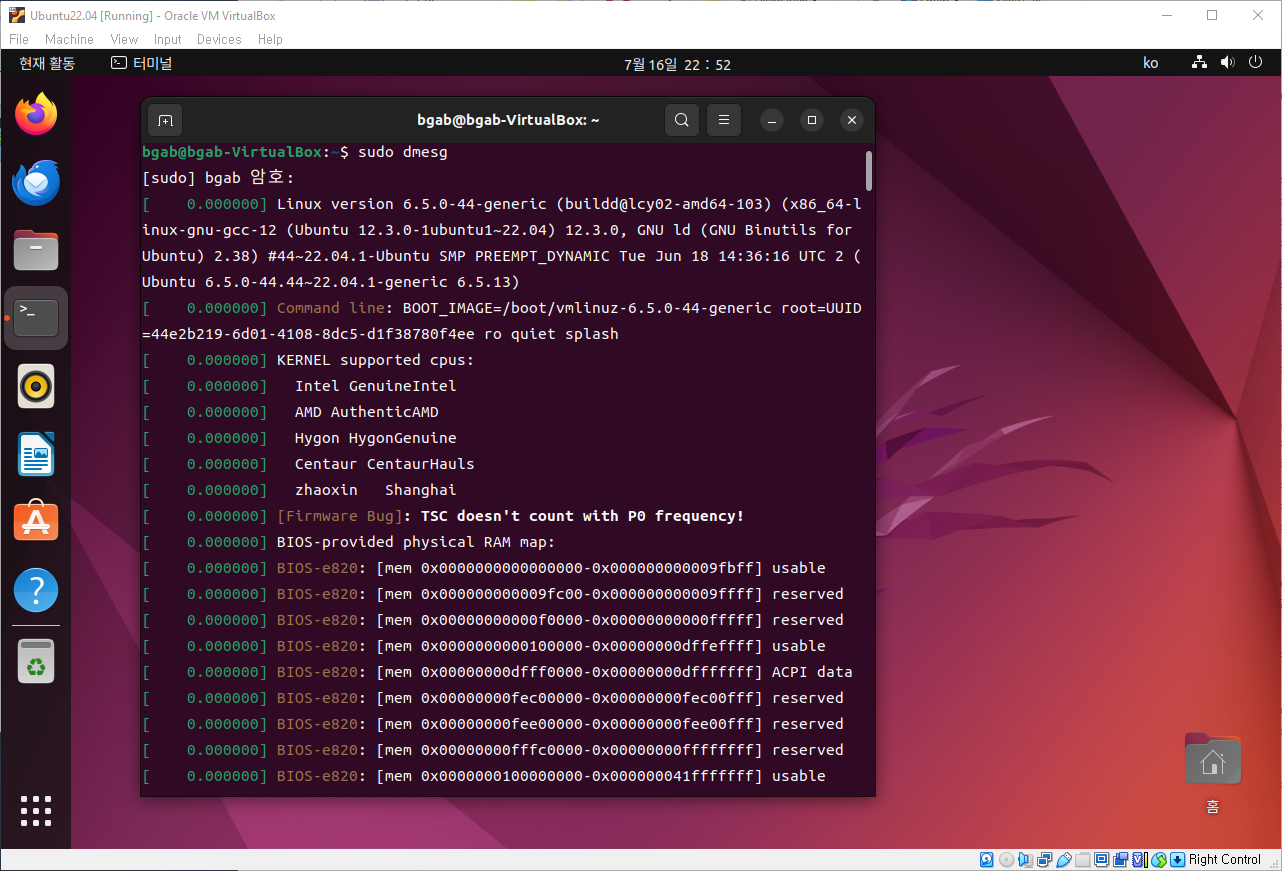 Ubuntu22.04 [Running] - Oracle VM VirtualBox
File Machine View Input Devices Help
현재 활동 터미널 7월 16일 22 : 52 ko
bgab@bgab-VirtualBox: ~
bgab@bgab-VirtualBox:~$ sudo dmesg
[sudo] bgab 암호:
[    0.000000] Linux version 6.5.0-44-generic (buildd@lcy02-amd64-103) (x86_64-l
inux-gnu-gcc-12 (Ubuntu 12.3.0-1ubuntu1~22.04) 12.3.0, GNU ld (GNU Binutils for
Ubuntu) 2.38) #44~22.04.1-Ubuntu SMP PREEMPT_DYNAMIC Tue Jun 18 14:36:16 UTC 2 (
Ubuntu 6.5.0-44.44~22.04.1-generic 6.5.13)
[    0.000000] Command line: BOOT_IMAGE=/boot/vmlinuz-6.5.0-44-generic root=UUID
=44e2b219-6d01-4108-8dc5-d1f38780f4ee ro quiet splash
[    0.000000] KERNEL supported cpus:
[    0.000000]   Intel GenuineIntel
[    0.000000]   AMD AuthenticAMD
[    0.000000]   Hygon HygonGenuine
[    0.000000]   Centaur CentaurHauls
[    0.000000]   zhaoxin   Shanghai
[    0.000000] [Firmware Bug]: TSC doesn't count with P0 frequency!
[    0.000000] BIOS-provided physical RAM map:
[    0.000000] BIOS-e820: [mem 0x0000000000000000-0x000000000009fbff] usable
[    0.000000] BIOS-e820: [mem 0x000000000009fc00-0x000000000009ffff] reserved
[    0.000000] BIOS-e820: [mem 0x00000000000f0000-0x00000000000fffff] reserved
[    0.000000] BIOS-e820: [mem 0x0000000000100000-0x00000000dffeffff] usable
[    0.000000] BIOS-e820: [mem 0x00000000dfff0000-0x00000000dfffffff] ACPI data
[    0.000000] BIOS-e820: [mem 0x00000000fec00000-0x00000000fec00fff] reserved
[    0.000000] BIOS-e820: [mem 0x00000000fee00000-0x00000000fee00fff] reserved
[    0.000000] BIOS-e820: [mem 0x00000000fffc0000-0x00000000ffffffff] reserved
[    0.000000] BIOS-e820: [mem 0x0000000100000000-0x000000041fffffff] usable
홈
Right Control